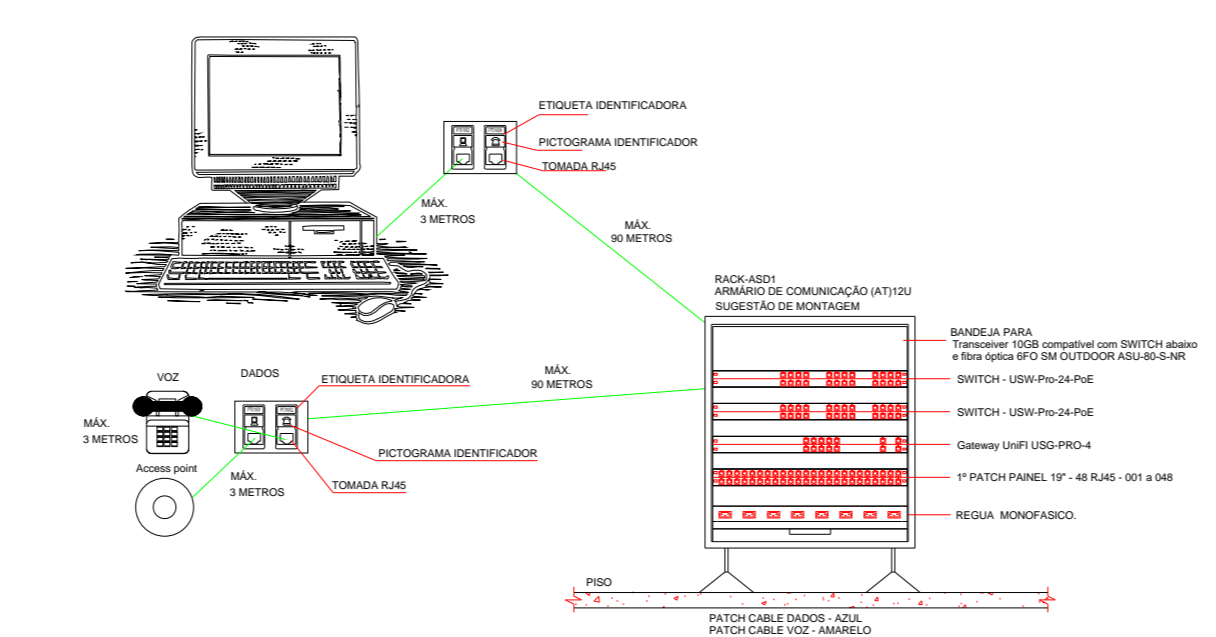 ETIQUETA IDENTIFICADORA
PICTOGRAMA IDENTIFICADOR
TOMADA RJ45
MÁX.
3 METROS
MÁX.
90 METROS
RACK-ASD1
ARMÁRIO DE COMUNICAÇÃO (AT)12U
SUGESTÃO DE MONTAGEM
BANDEJA PARA
Transceiver 10GB compatível com SWITCH abaixo
e fibra óptica 6FO SM OUTDOOR ASU-80-S-NR
SWITCH - USW-Pro-24-PoE
SWITCH - USW-Pro-24-PoE
Gateway UniFI USG-PRO-4
1º PATCH PAINEL 19" - 48 RJ45 - 001 a 048
REGUA MONOFASICO.
VOZ
DADOS
ETIQUETA IDENTIFICADORA
MÁX.
90 METROS
MÁX.
3 METROS
PICTOGRAMA IDENTIFICADOR
Access point
MÁX.
3 METROS
TOMADA RJ45
PISO
PATCH CABLE DADOS - AZUL
PATCH CABLE VOZ - AMARELO